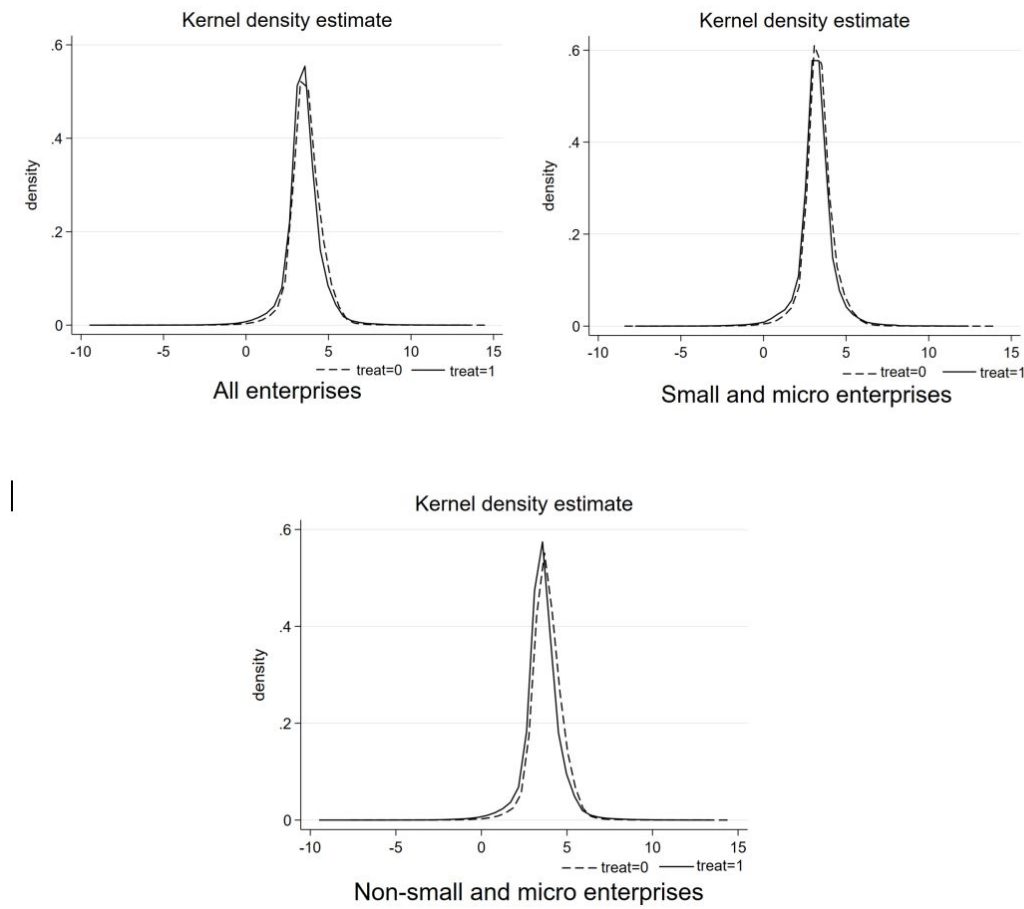 Kernel density estimate
.6
.4
.2
0
density
-10 -5 0 5 10 15
treat=0 treat=1
All enterprises
Kernel density estimate
.6
.4
.2
0
density
-10 -5 0 5 10 15
treat=0 treat=1
Small and micro enterprises
Kernel density estimate
.6
.4
.2
0
density
-10 -5 0 5 10 15
treat=0 treat=1
Non-small and micro enterprises